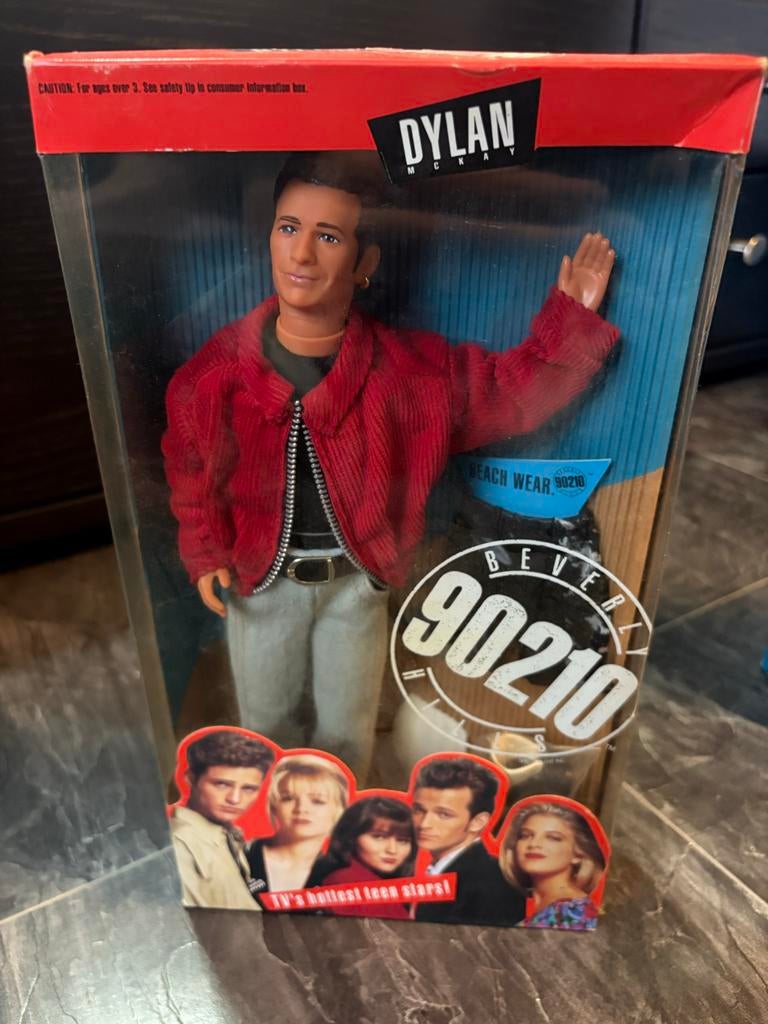 CAUTION: For ages over 3. See safety tip in consumer information box.
DYLAN
MCKAY
BEACH WEAR.
90210
BEVERLY
90210
HILLS
TM
TV's hottest teen stars!